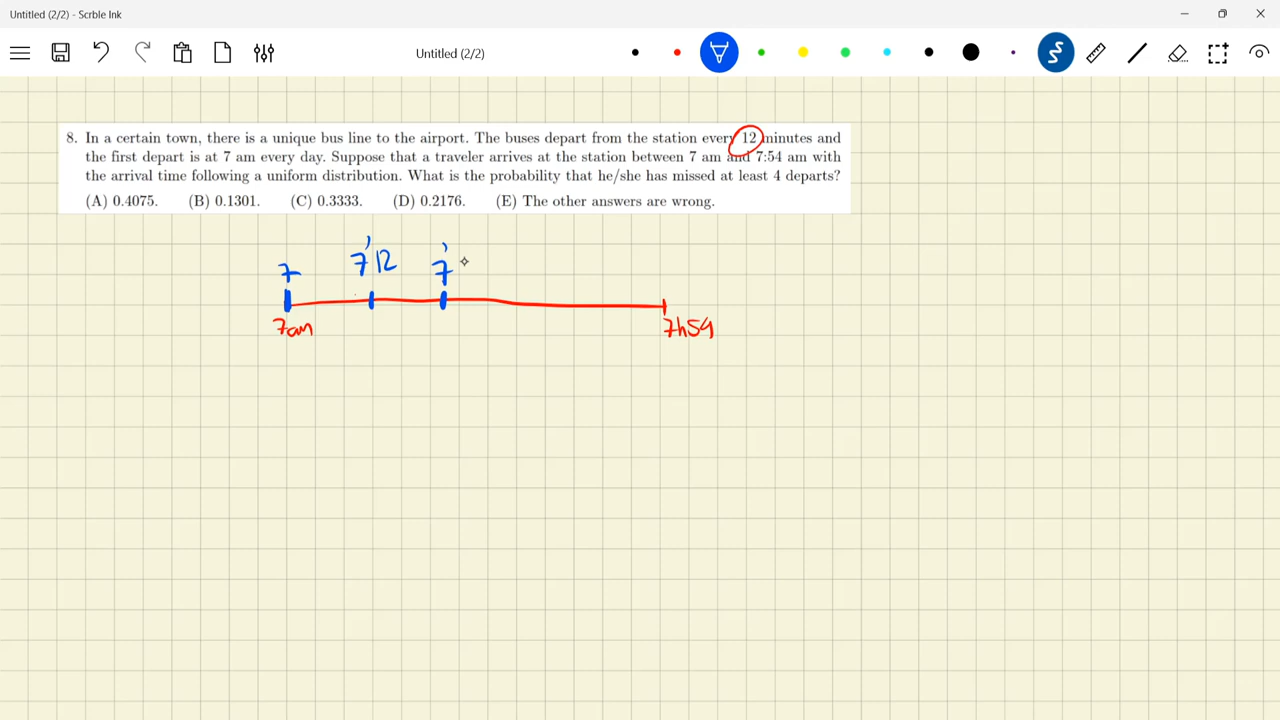 Untitled (2/2) - Scrble Ink
Untitled (2/2)
8. In a certain town, there is a unique bus line to the airport. The buses depart from the station every 12 minutes and
the first depart is at 7 am every day. Suppose that a traveler arrives at the station between 7 am and 7:54 am with
the arrival time following a uniform distribution. What is the probability that he/she has missed at least 4 departs?
(A) 0.4075. (B) 0.1301. (C) 0.3333. (D) 0.2176. (E) The other answers are wrong.
7 7'12 7'
7am 7h54